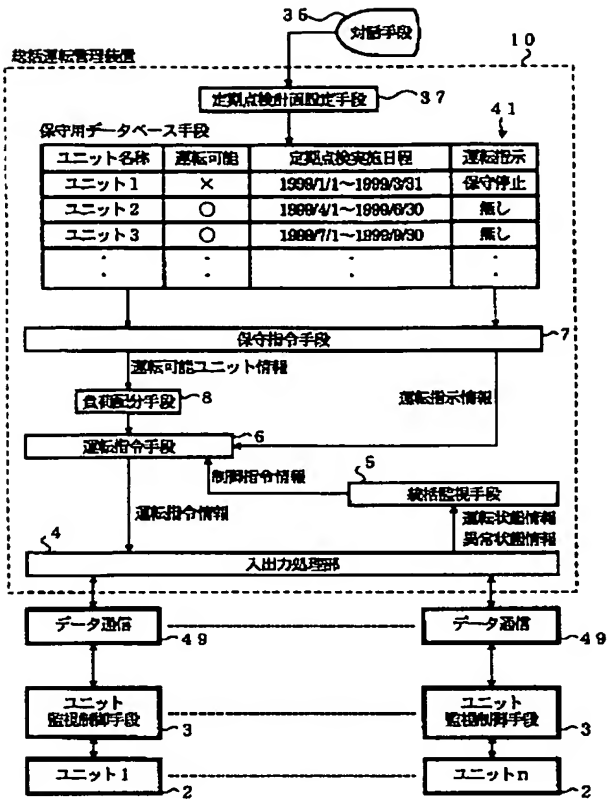 36
対話手段
総括運転管理装置
10
定期点検計画設定手段
37
保守用データベース手段
41
ユニット名称 運転可能 定期点検実施日程 運転指示
ユニット1 × 1999/1/1〜1999/3/31 保守停止
ユニット2 ○ 1999/4/1〜1999/6/30 無し
ユニット3 ○ 1999/7/1〜1999/9/30 無し
: : : :
保守指令手段
7
運転可能ユニット情報
負荷配分手段
8
運転指示情報
運転指令手段
6
制御指令情報
5
統括監視手段
運転指令情報
運転状態情報
異常状態情報
4
入出力処理部
データ通信 データ通信
49 49
ユニット
監視制御手段
ユニット
監視制御手段
3 3
ユニット1 ユニットn
2 2